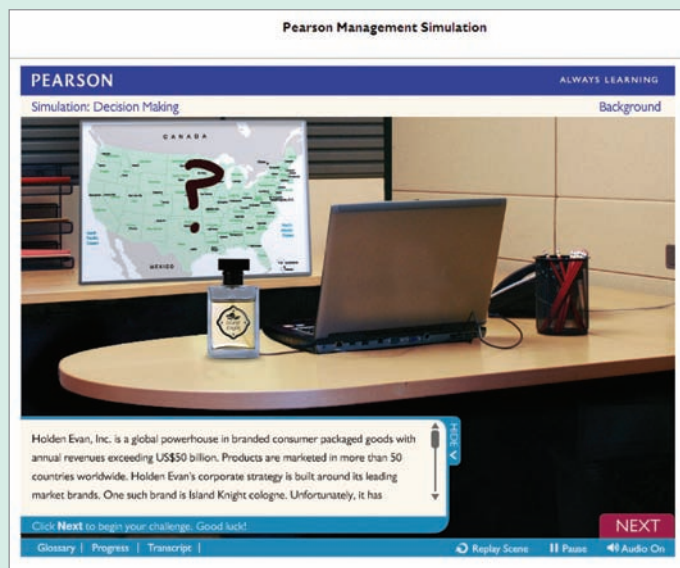 Pearson Management Simulation
PEARSON
ALWAYS LEARNING
Simulation: Decision Making
Background
CANADA
?
MEXICO
Island
Knight
Holden Evan, Inc. is a global powerhouse in branded consumer packaged goods with
annual revenues exceeding US$50 billion. Products are marketed in more than 50
countries worldwide. Holden Evan's corporate strategy is built around its leading
market brands. One such brand is Island Knight cologne. Unfortunately, it has
HIDE
Click Next to begin your challenge. Good luck!
NEXT
Glossary | Progress | Transcript |
Replay Scene
Pause
Audio On